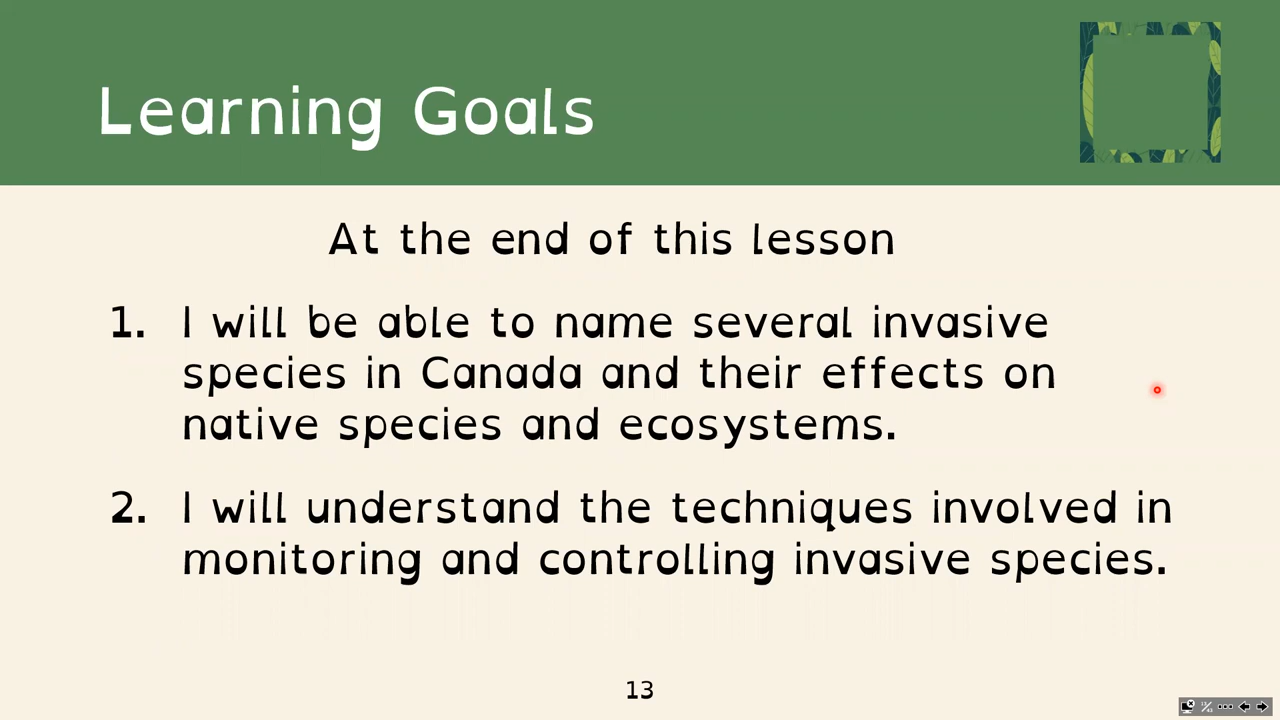 Learning Goals
At the end of this lesson
1. I will be able to name several invasive
species in Canada and their effects on
native species and ecosystems.
2. I will understand the techniques involved in
monitoring and controlling invasive species.
13